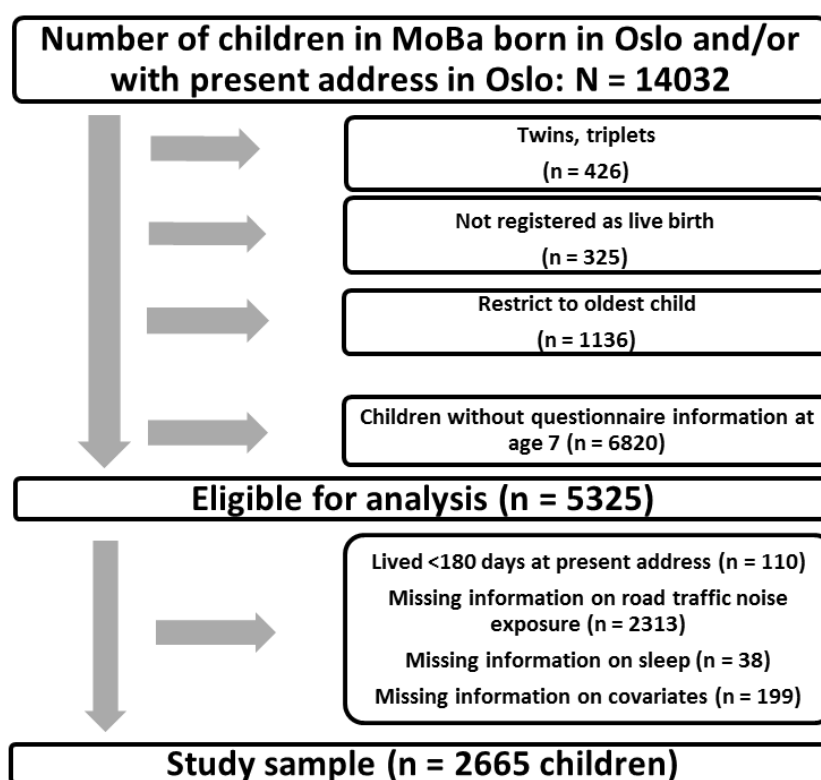 Number of children in MoBa born in Oslo and/or
with present address in Oslo: N = 14032
Twins, triplets
(n = 426)
Not registered as live birth
(n = 325)
Restrict to oldest child
(n = 1136)
Children without questionnaire information at
age 7 (n = 6820)
Eligible for analysis (n = 5325)
Lived <180 days at present address (n = 110)
Missing information on road traffic noise
exposure (n = 2313)
Missing information on sleep (n = 38)
Missing information on covariates (n = 199)
Study sample (n = 2665 children)